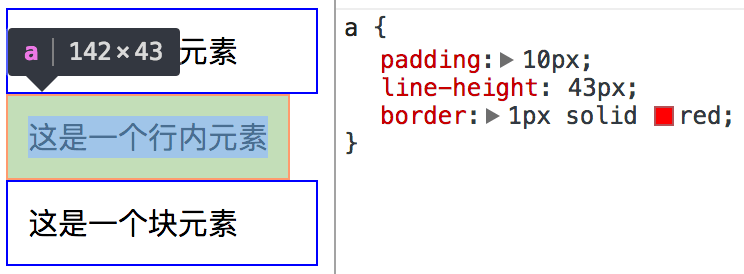 元素
a 142 × 43
这是一个行内元素
这是一个块元素
a {
padding: 10px;
line-height: 43px;
border: 1px solid red;
}